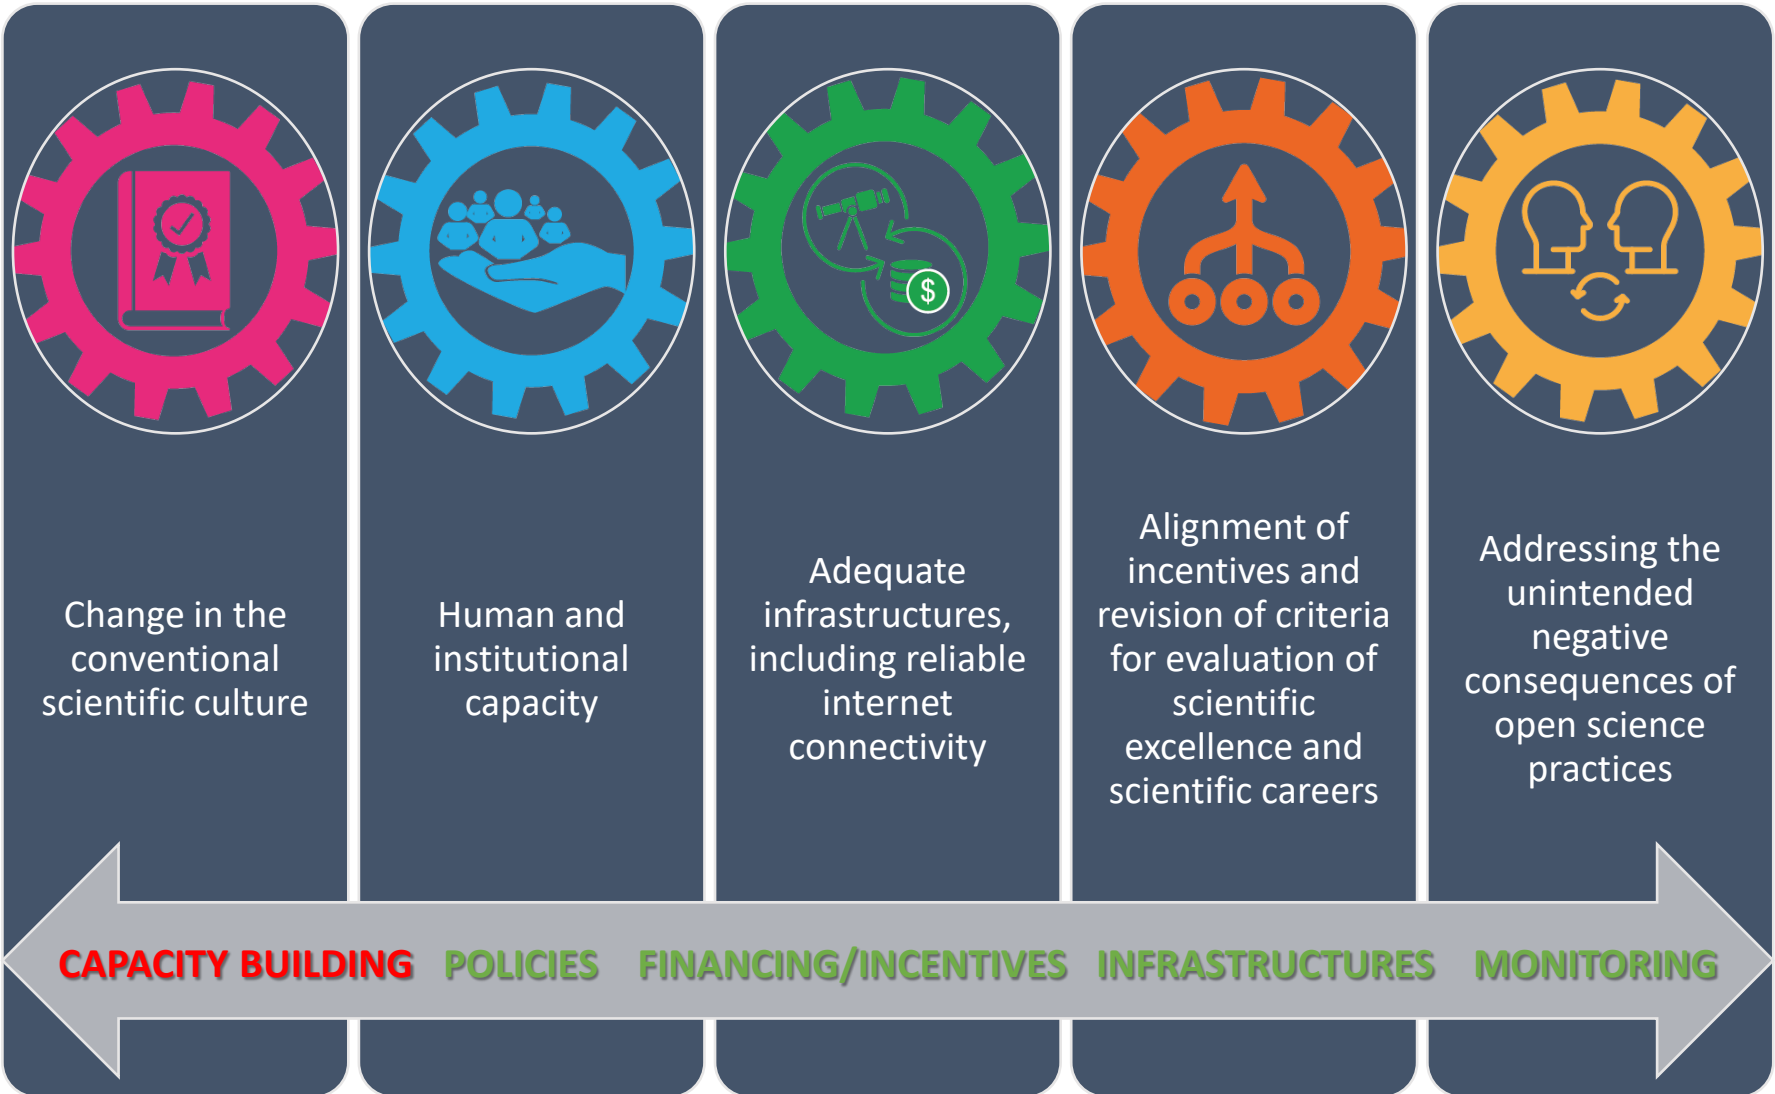 $
Change in the
conventional
scientific culture
Human and
institutional
capacity
Adequate
infrastructures,
including reliable
internet
connectivity
Alignment of
incentives and
revision of criteria
for evaluation of
scientific
excellence and
scientific careers
Addressing the
unintended
negative
consequences of
open science
practices
CAPACITY BUILDING POLICIES FINANCING/INCENTIVES INFRASTRUCTURES MONITORING